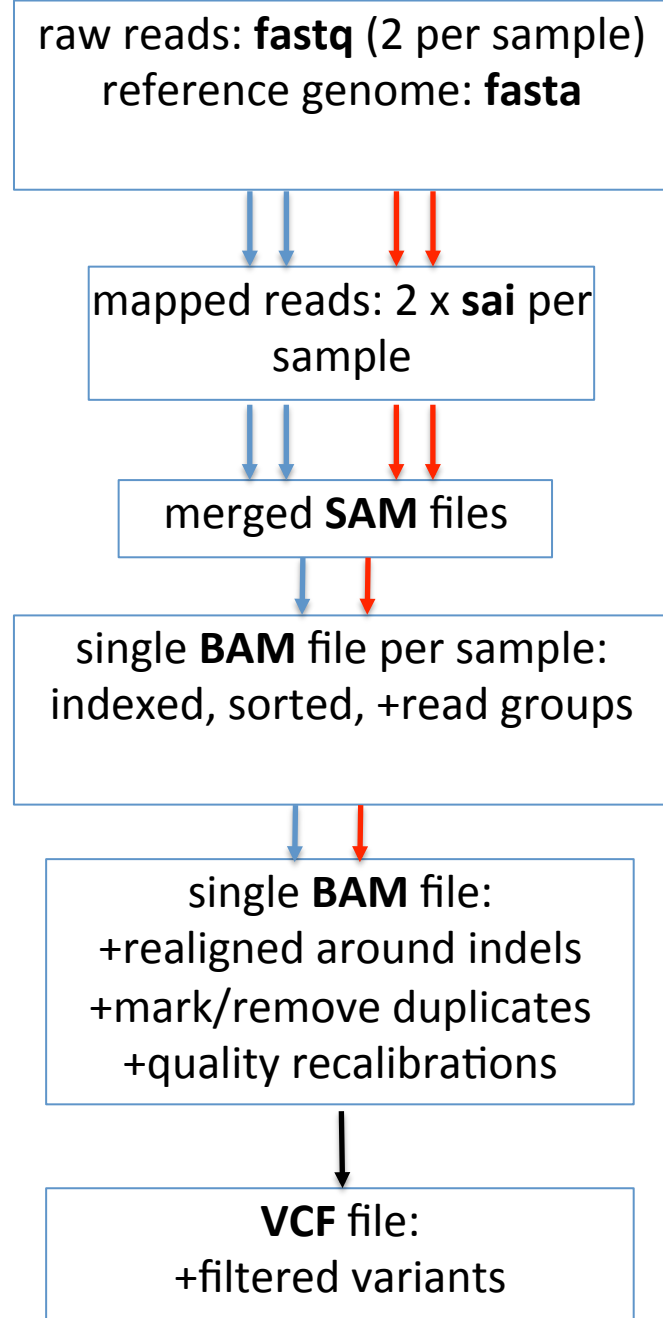 raw reads: fastq (2 per sample)
reference genome: fasta
mapped reads: 2 x sai per
sample
merged SAM files
single BAM file per sample:
indexed, sorted, +read groups
single BAM file:
+realigned around indels
+mark/remove duplicates
+quality recalibrations
VCF file:
+filtered variants